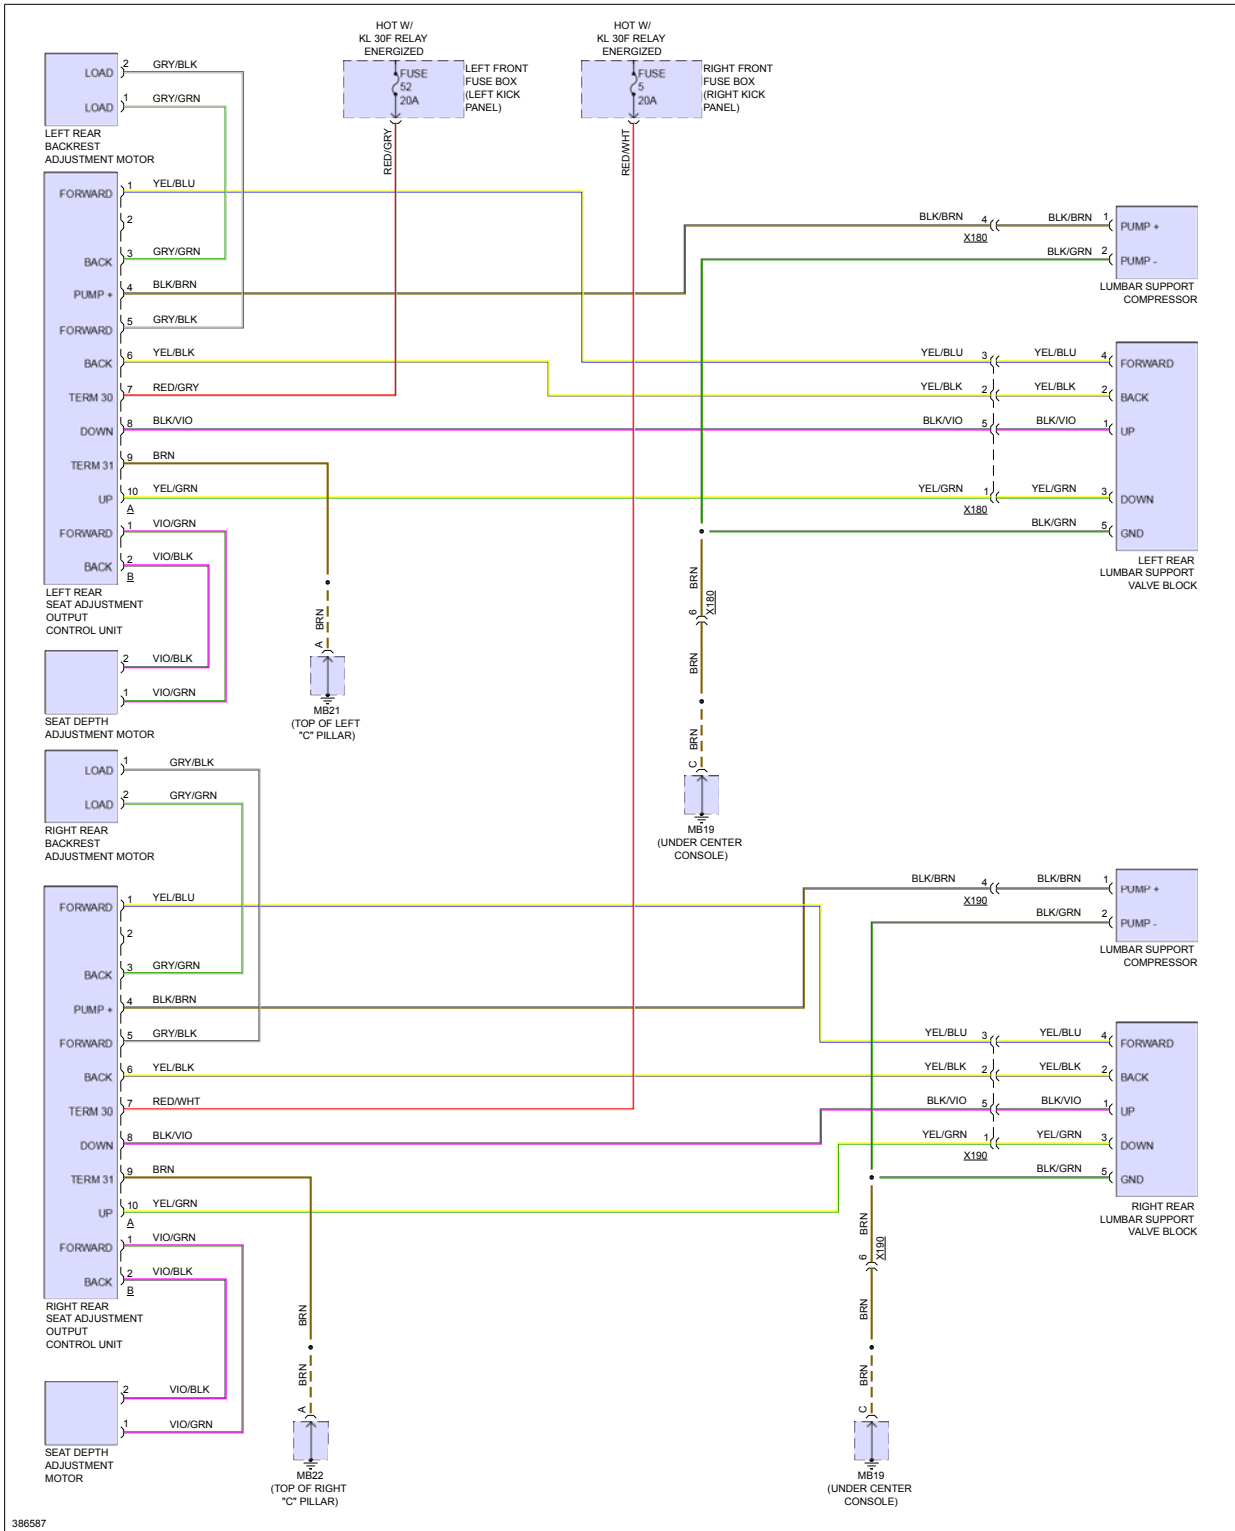 HOT W/
KL 30F RELAY
ENERGIZED
FUSE
52
20A
LEFT FRONT
FUSE BOX
(LEFT KICK
PANEL)
RED/GRY
HOT W/
KL 30F RELAY
ENERGIZED
FUSE
5
20A
RIGHT FRONT
FUSE BOX
(RIGHT KICK
PANEL)
RED/WHT
LOAD 2 GRY/BLK
LOAD 1 GRY/GRN
LEFT REAR
BACKREST
ADJUSTMENT MOTOR
FORWARD 1 YEL/BLU
2
BACK 3 GRY/GRN
PUMP + 4 BLK/BRN
FORWARD 5 GRY/BLK
BACK 6 YEL/BLK
TERM 30 7 RED/GRY
DOWN 8 BLK/VIO
TERM 31 9 BRN
UP 10 YEL/GRN
A
FORWARD 1 VIO/GRN
BACK 2 VIO/BLK
B
LEFT REAR
SEAT ADJUSTMENT
OUTPUT
CONTROL UNIT
2 VIO/BLK
1 VIO/GRN
SEAT DEPTH
ADJUSTMENT MOTOR
BRN
A
MB21
(TOP OF LEFT
"C" PILLAR)
BLK/BRN 4 BLK/BRN 1 PUMP +
X180
BLK/GRN 2 PUMP -
LUMBAR SUPPORT
COMPRESSOR
YEL/BLU 3 YEL/BLU 4 FORWARD
YEL/BLK 2 YEL/BLK 2 BACK
BLK/VIO 5 BLK/VIO 1 UP
YEL/GRN 1 YEL/GRN 3 DOWN
X180
BLK/GRN 5 GND
LEFT REAR
LUMBAR SUPPORT
VALVE BLOCK
BRN
6
X180
BRN
BRN
C
MB19
(UNDER CENTER
CONSOLE)
LOAD 1 GRY/BLK
LOAD 2 GRY/GRN
RIGHT REAR
BACKREST
ADJUSTMENT MOTOR
FORWARD 1 YEL/BLU
2
BACK 3 GRY/GRN
PUMP + 4 BLK/BRN
FORWARD 5 GRY/BLK
BACK 6 YEL/BLK
TERM 30 7 RED/WHT
DOWN 8 BLK/VIO
TERM 31 9 BRN
UP 10 YEL/GRN
A
FORWARD 1 VIO/GRN
BACK 2 VIO/BLK
B
RIGHT REAR
SEAT ADJUSTMENT
OUTPUT
CONTROL UNIT
2 VIO/BLK
1 VIO/GRN
SEAT DEPTH
ADJUSTMENT
MOTOR
BRN
BRN
A
MB22
(TOP OF RIGHT
"C" PILLAR)
BLK/BRN 4 BLK/BRN 1 PUMP +
X190
BLK/GRN 2 PUMP -
LUMBAR SUPPORT
COMPRESSOR
YEL/BLU 3 YEL/BLU 4 FORWARD
YEL/BLK 2 YEL/BLK 2 BACK
BLK/VIO 5 BLK/VIO 1 UP
YEL/GRN 1 YEL/GRN 3 DOWN
X190
BLK/GRN 5 GND
RIGHT REAR
LUMBAR SUPPORT
VALVE BLOCK
BRN
6
X190
BRN
BRN
C
MB19
(UNDER CENTER
CONSOLE)
386587